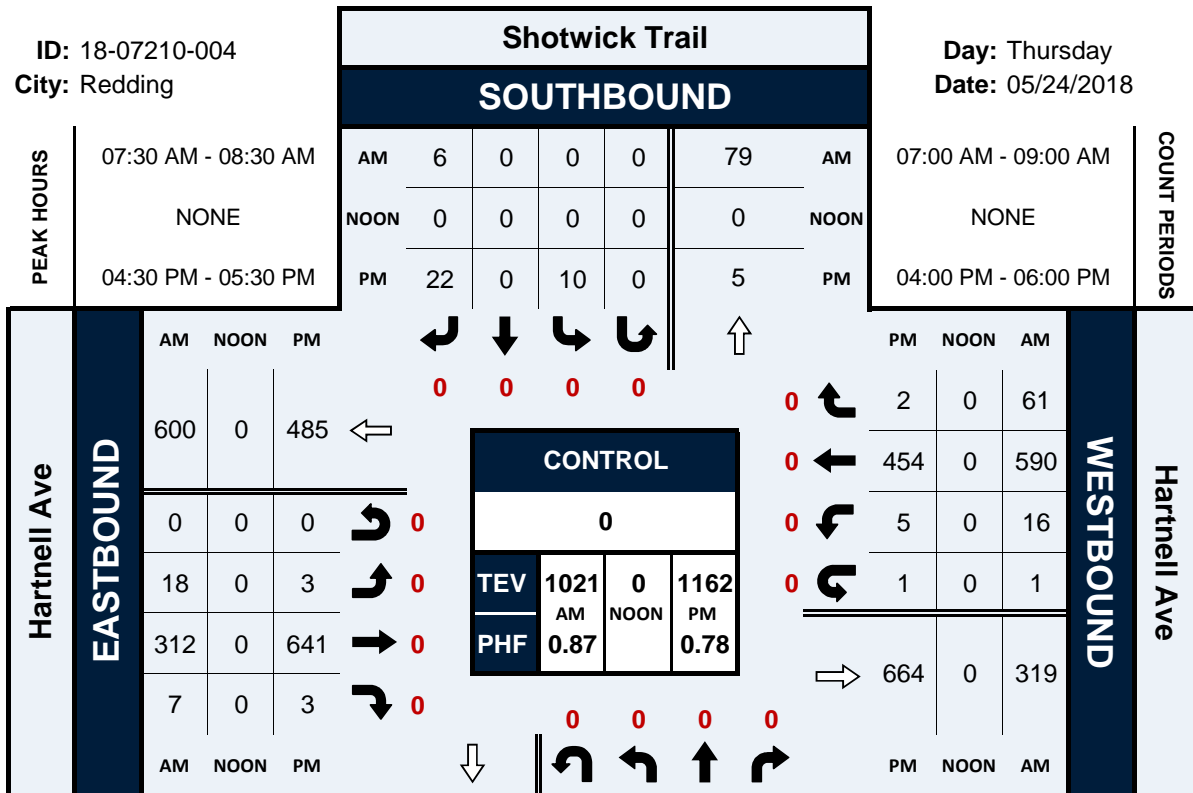 Shotwick Trail
ID: 18-07210-004
City: Redding
Day: Thursday
Date: 05/24/2018
SOUTHBOUND
PEAK HOURS
07:30 AM - 08:30 AM
NONE
04:30 PM - 05:30 PM
AM 6 0 0 0 79 AM
NOON 0 0 0 0 0 NOON
PM 22 0 10 0 5 PM
07:00 AM - 09:00 AM
NONE
04:00 PM - 06:00 PM
COUNT PERIODS
0 0 0 0
Hartnell Ave
EASTBOUND
AM NOON PM
600 0 485
0 0 0 0
18 0 3 0
312 0 641 0
7 0 3 0
AM NOON PM
CONTROL
0
TEV 1021 0 1162
AM NOON PM
PHF 0.87 0.78
PM NOON AM
0 2 0 61
0 454 0 590
0 5 0 16
0 1 0 1
664 0 319
PM NOON AM
WESTBOUND
Hartnell Ave
0 0 0 0